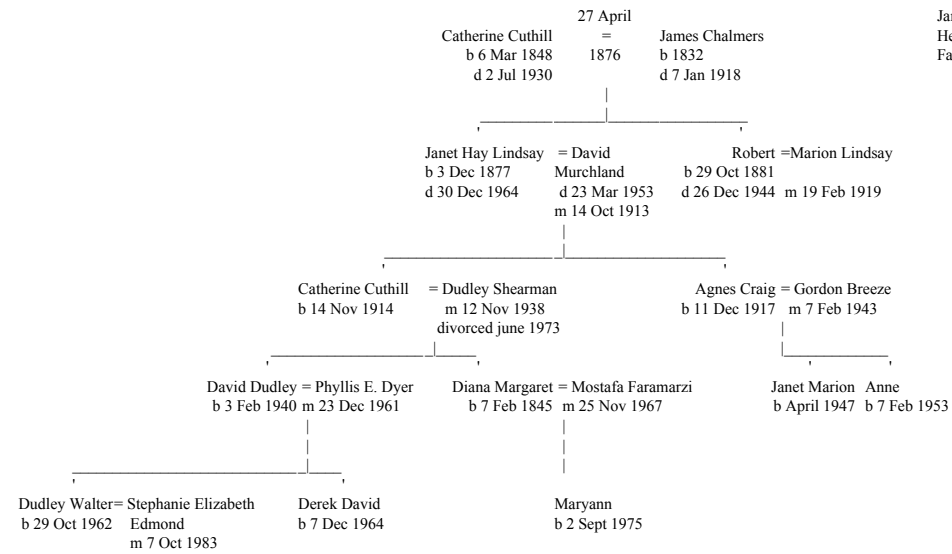 27 April
Catherine Cuthill = James Chalmers
b 6 Mar 1848 1876 b 1832
d 2 Jul 1930 d 7 Jan 1918
Jan
He
Fa
Janet Hay Lindsay = David Robert =Marion Lindsay
b 3 Dec 1877 Murchland b 29 Oct 1881
d 30 Dec 1964 d 23 Mar 1953 d 26 Dec 1944 m 19 Feb 1919
m 14 Oct 1913
Catherine Cuthill = Dudley Shearman Agnes Craig = Gordon Breeze
b 14 Nov 1914 m 12 Nov 1938 b 11 Dec 1917 m 7 Feb 1943
divorced june 1973
David Dudley = Phyllis E. Dyer Diana Margaret = Mostafa Faramarzi Janet Marion Anne
b 3 Feb 1940 m 23 Dec 1961 b 7 Feb 1845 m 25 Nov 1967 b April 1947 b 7 Feb 1953
Dudley Walter= Stephanie Elizabeth Derek David Maryann
b 29 Oct 1962 Edmond b 7 Dec 1964 b 2 Sept 1975
m 7 Oct 1983